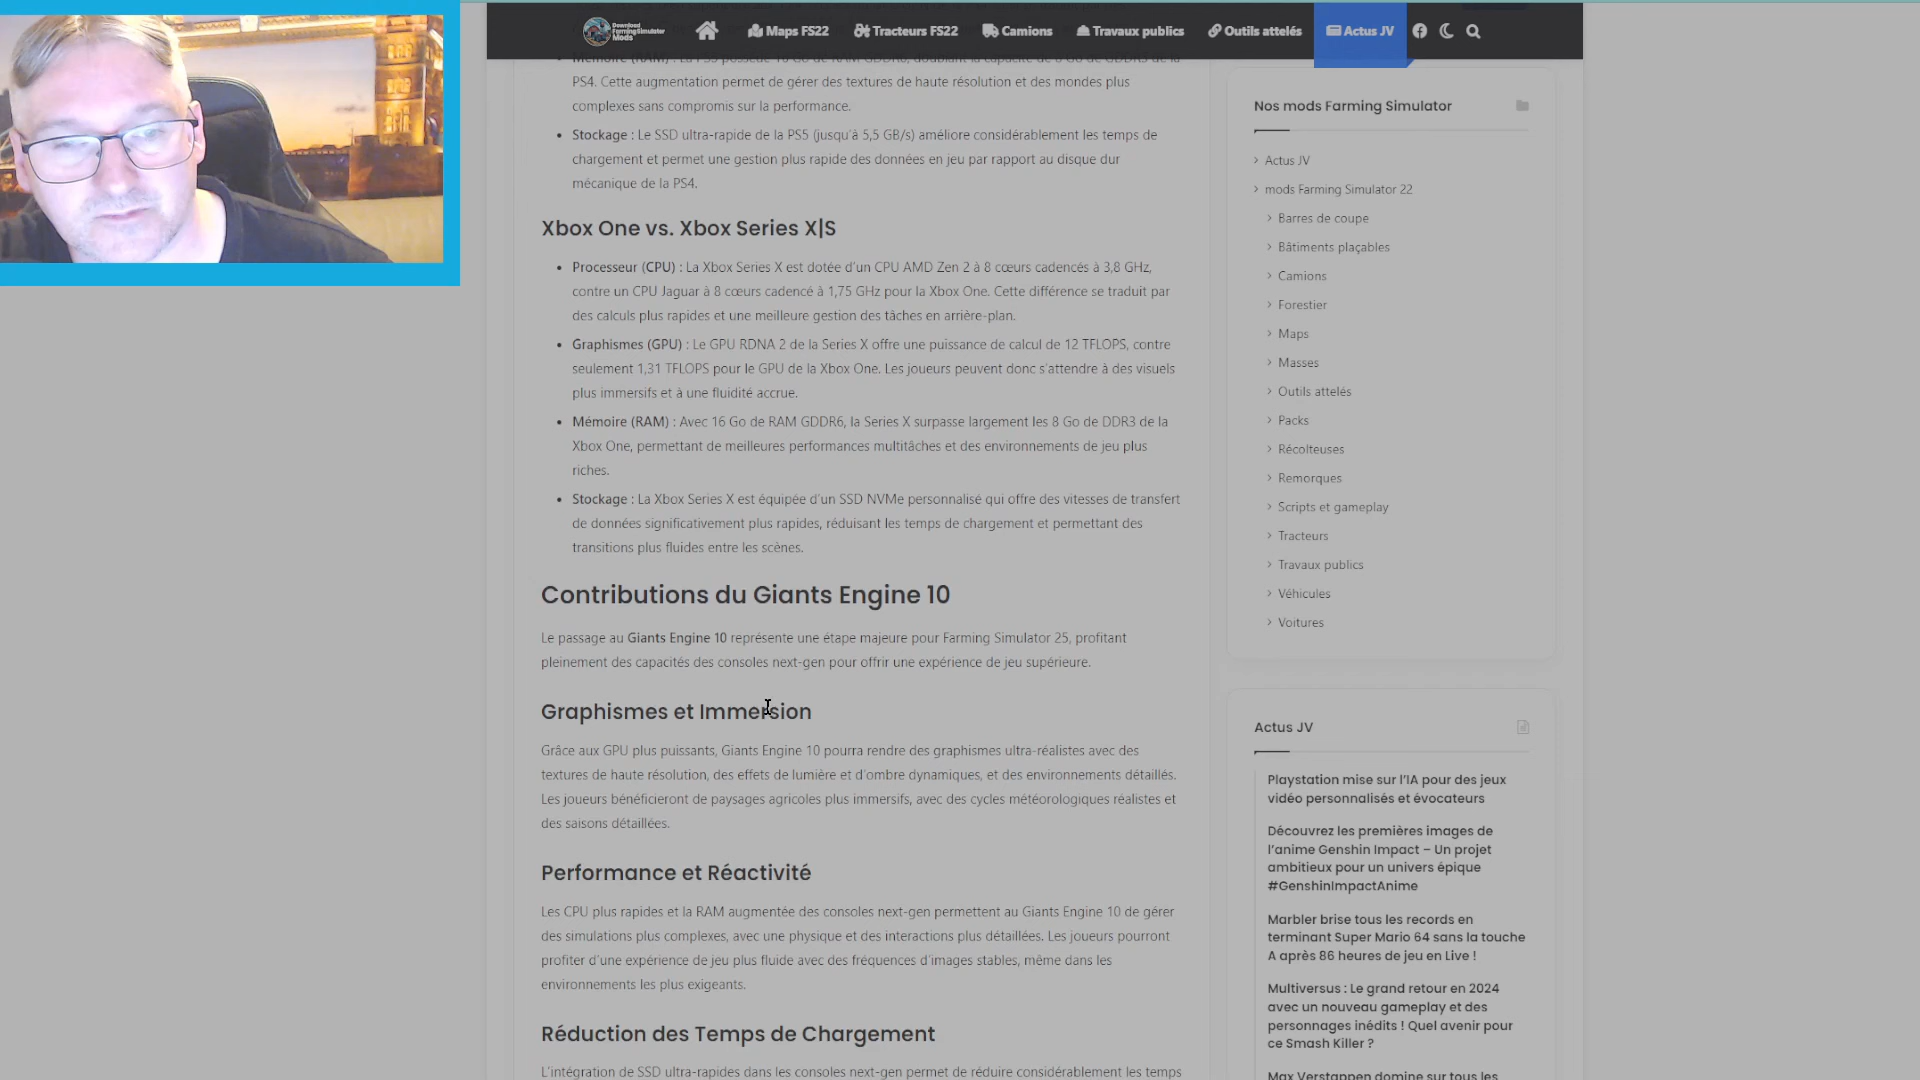 Download
Farming Simulator
Mods
Maps FS22
Tracteurs FS22
Camions
Travaux publics
Outils attelés
Actus JV
PS4. Cette augmentation permet de gérer des textures de haute résolution et des mondes plus
complexes sans compromis sur la performance.
Stockage : Le SSD ultra-rapide de la PS5 (jusqu'à 5,5 GB/s) améliore considérablement les temps de
chargement et permet une gestion plus rapide des données en jeu par rapport au disque dur
mécanique de la PS4.
Xbox One vs. Xbox Series X|S
Processeur (CPU) : La Xbox Series X est dotée d'un CPU AMD Zen 2 à 8 cœurs cadencés à 3,8 GHz,
contre un CPU Jaguar à 8 cœurs cadencé à 1,75 GHz pour la Xbox One. Cette différence se traduit par
des calculs plus rapides et une meilleure gestion des tâches en arrière-plan.
Graphismes (GPU) : Le GPU RDNA 2 de la Series X offre une puissance de calcul de 12 TFLOPS, contre
seulement 1,31 TFLOPS pour le GPU de la Xbox One. Les joueurs peuvent donc s'attendre à des visuels
plus immersifs et à une fluidité accrue.
Mémoire (RAM) : Avec 16 Go de RAM GDDR6, la Series X surpasse largement les 8 Go de DDR3 de la
Xbox One, permettant de meilleures performances multitâches et des environnements de jeu plus
riches.
Stockage : La Xbox Series X est équipée d'un SSD NVMe personnalisé qui offre des vitesses de transfert
de données significativement plus rapides, réduisant les temps de chargement et permettant des
transitions plus fluides entre les scènes.
Contributions du Giants Engine 10
Le passage au Giants Engine 10 représente une étape majeure pour Farming Simulator 25, profitant
pleinement des capacités des consoles next-gen pour offrir une expérience de jeu supérieure.
Graphismes et Immersion
Grâce aux GPU plus puissants, Giants Engine 10 pourra rendre des graphismes ultra-réalistes avec des
textures de haute résolution, des effets de lumière et d'ombre dynamiques, et des environnements détaillés.
Les joueurs bénéficieront de paysages agricoles plus immersifs, avec des cycles météorologiques réalistes et
des saisons détaillées.
Performance et Réactivité
Les CPU plus rapides et la RAM augmentée des consoles next-gen permettent au Giants Engine 10 de gérer
des simulations plus complexes, avec une physique et des interactions plus détaillées. Les joueurs pourront
profiter d'une expérience de jeu plus fluide avec des fréquences d'images stables, même dans les
environnements les plus exigeants.
Réduction des Temps de Chargement
L'intégration de SSD ultra-rapides dans les consoles next-gen permet de réduire considérablement les temps
Nos mods Farming Simulator
Actus JV
mods Farming Simulator 22
Barres de coupe
Bâtiments plaçables
Camions
Forestier
Maps
Masses
Outils attelés
Packs
Récolteuses
Remorques
Scripts et gameplay
Tracteurs
Travaux publics
Véhicules
Voitures
Actus JV
Playstation mise sur l'IA pour des jeux
vidéo personnalisés et évocateurs
Découvrez les premières images de
l'anime Genshin Impact – Un projet
ambitieux pour un univers épique
#GenshinImpactAnime
Marbler brise tous les records en
terminant Super Mario 64 sans la touche
A après 86 heures de jeu en Live !
Multiversus : Le grand retour en 2024
avec un nouveau gameplay et des
personnages inédits ! Quel avenir pour
ce Smash Killer ?
Max Verstappen domine sur tous les